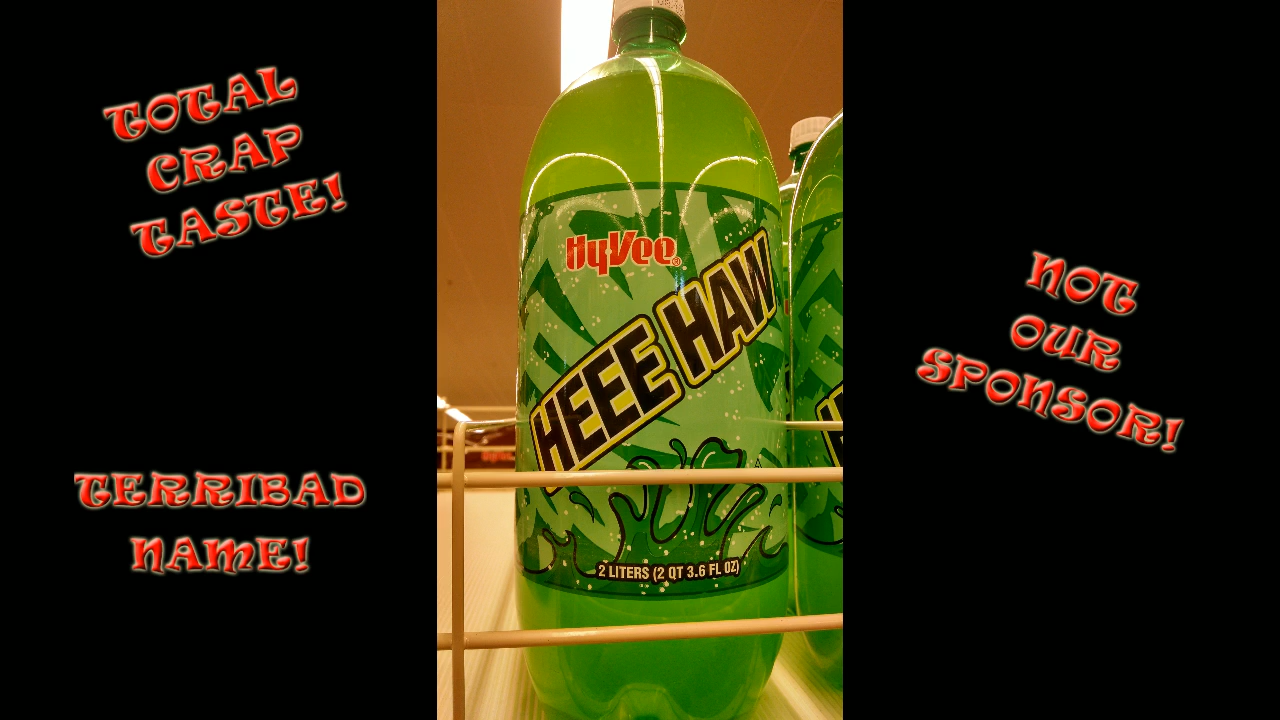 TOTAL
CRAP
TASTE!
TERRIBAD
NAME!
HyVee®
HEEE HAW
2 LITERS (2 QT 3.6 FL OZ)
NOT
OUR
SPONSOR!